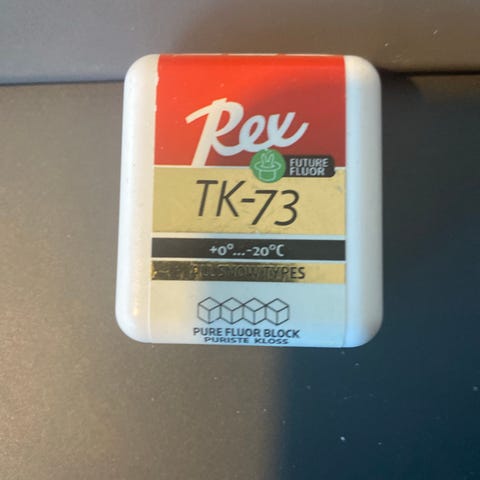 Rex
FUTURE
FLUOR
TK-73
+0°...-20°C
ALL SNOW TYPES
PURE FLUOR BLOCK
PURISTE KLOSS